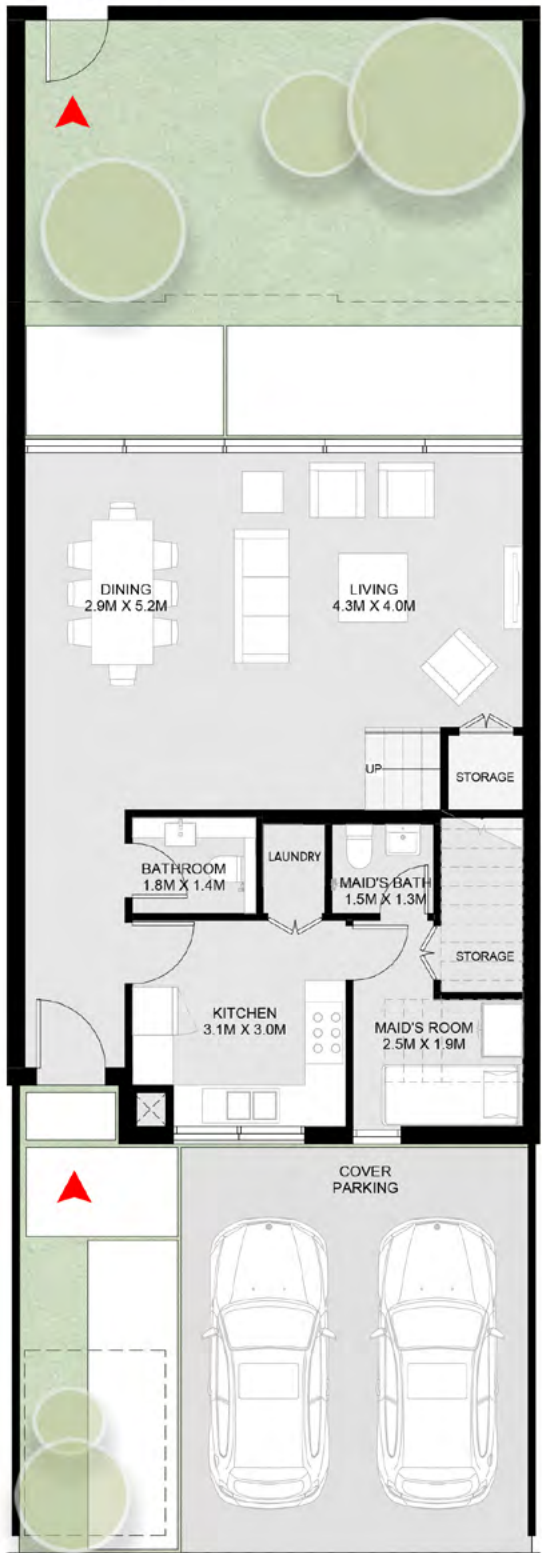 DINING
2.9M X 5.2M
LIVING
4.3M X 4.0M
UP
STORAGE
BATHROOM
1.8M X 1.4M
LAUNDRY
MAID'S BATH
1.5M X 1.3M
STORAGE
KITCHEN
3.1M X 3.0M
MAID'S ROOM
2.5M X 1.9M
COVER
PARKING